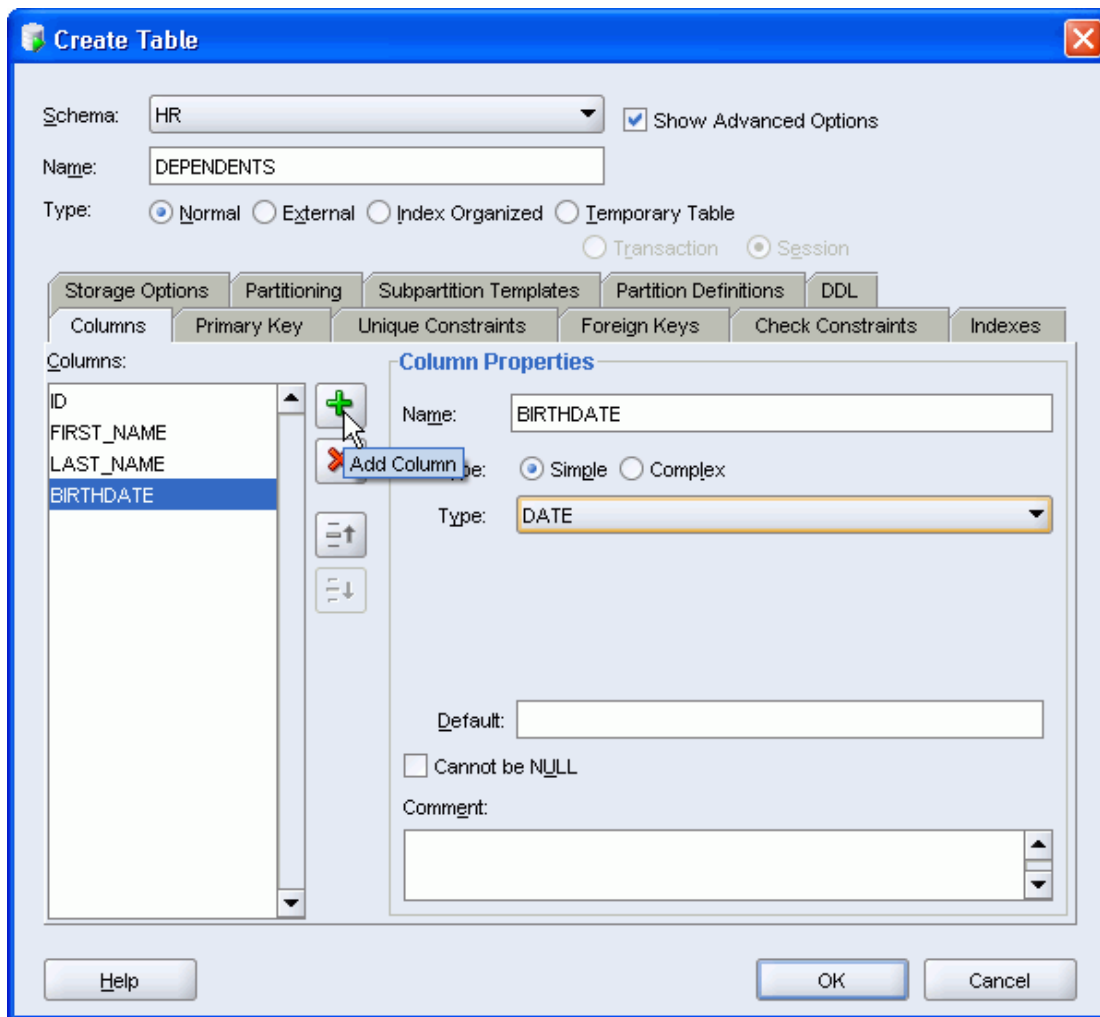 Create Table
Schema: HR Show Advanced Options
Name: DEPENDENTS
Type: Normal External Index Organized Temporary Table
Transaction Session
Storage Options Partitioning Subpartition Templates Partition Definitions DDL
Columns Primary Key Unique Constraints Foreign Keys Check Constraints Indexes
Columns:
ID
FIRST_NAME
LAST_NAME
BIRTHDATE
Add Column
Column Properties
Name: BIRTHDATE
Simple Complex
Type: DATE
Default:
Cannot be NULL
Comment:
Help OK Cancel